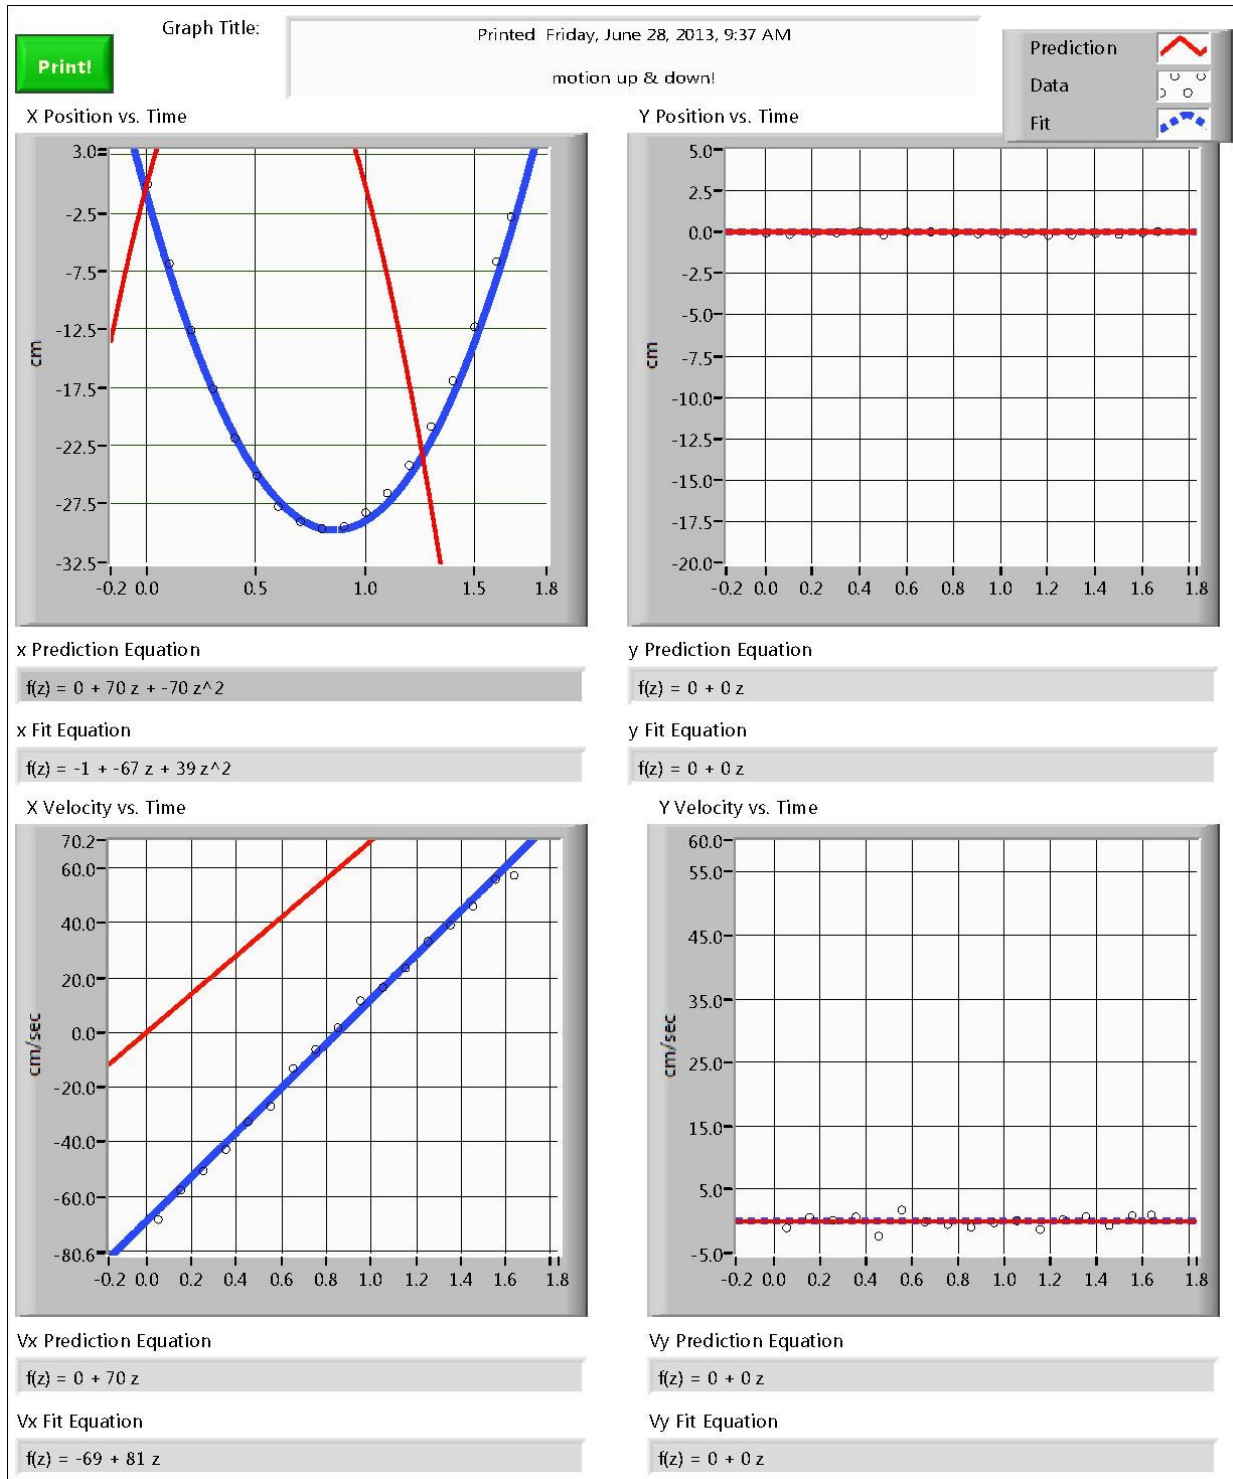 Graph Title:
Printed Friday, June 28, 2013, 9:37 AM
motion up & down!
Print!
Prediction
Data
Fit
X Position vs. Time
3.0
-2.5
-7.5
-12.5
-17.5
-22.5
-27.5
-32.5
cm
-0.2 0.0 0.5 1.0 1.5 1.8
Y Position vs. Time
5.0
2.5
0.0
-2.5
-5.0
-7.5
-10.0
-12.5
-15.0
-17.5
-20.0
cm
-0.2 0.0 0.2 0.4 0.6 0.8 1.0 1.2 1.4 1.6 1.8
x Prediction Equation
f(z) = 0 + 70 z + -70 z^2
y Prediction Equation
f(z) = 0 + 0 z
x Fit Equation
f(z) = -1 + -67 z + 39 z^2
y Fit Equation
f(z) = 0 + 0 z
X Velocity vs. Time
70.2
60.0
40.0
20.0
0.0
-20.0
-40.0
-60.0
-80.6
cm/sec
-0.2 0.0 0.2 0.4 0.6 0.8 1.0 1.2 1.4 1.6 1.8
Y Velocity vs. Time
60.0
55.0
45.0
35.0
25.0
15.0
5.0
-5.0
cm/sec
-0.2 0.0 0.2 0.4 0.6 0.8 1.0 1.2 1.4 1.6 1.8
Vx Prediction Equation
f(z) = 0 + 70 z
Vy Prediction Equation
f(z) = 0 + 0 z
Vx Fit Equation
f(z) = -69 + 81 z
Vy Fit Equation
f(z) = 0 + 0 z